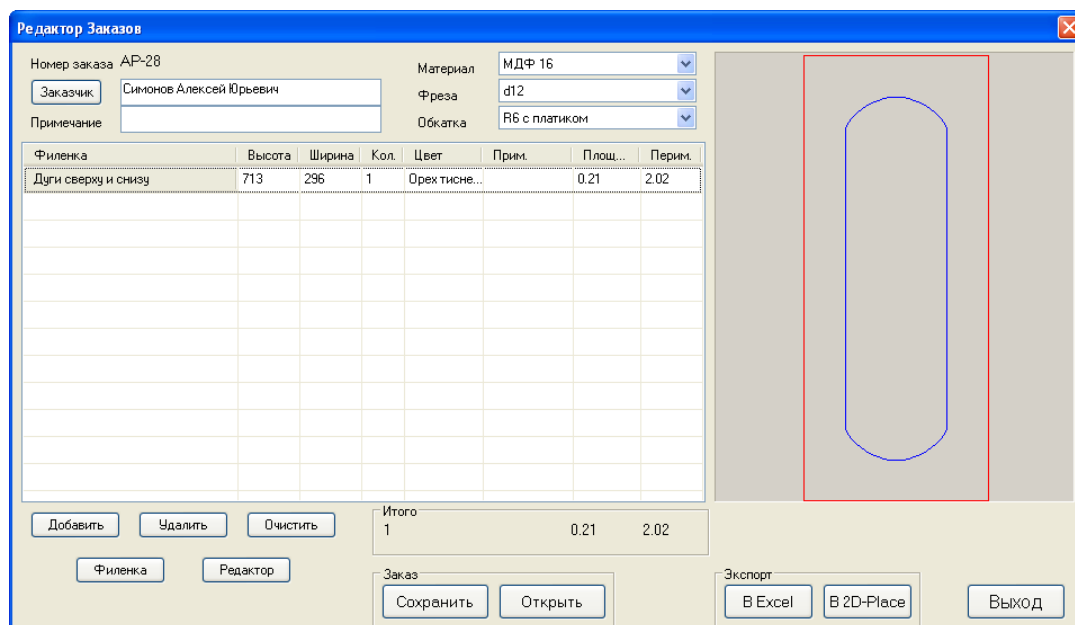 Редактор Заказов
Номер заказа АР-28
Материал МДФ 16
Заказчик Симонов Алексей Юрьевич
Фреза d12
Примечание
Обкатка R6 с платиком
Филенка Высота Ширина Кол. Цвет Прим. Площ... Перим.
Дуги сверху и снизу 713 296 1 Орех тисне... 0.21 2.02
Добавить Удалить Очистить
Итого
1 0.21 2.02
Филенка Редактор
Заказ
Сохранить Открыть
Экспорт
В Excel В 2D-Place
Выход